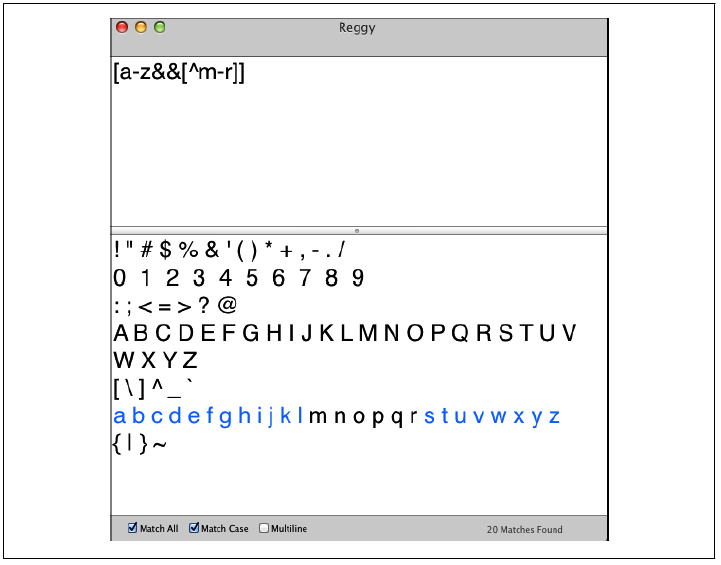 Reggy
[a-z&&[^m-r]]
! " # $ % & ' ( ) * + , - . /
0 1 2 3 4 5 6 7 8 9
: ; < = > ? @
A B C D E F G H I J K L M N O P Q R S T U V
W X Y Z
[ \ ] ^ _ `
a b c d e f g h i j k l m n o p q r s t u v w x y z
{ | } ~
Match All Match Case Multiline 20 Matches Found